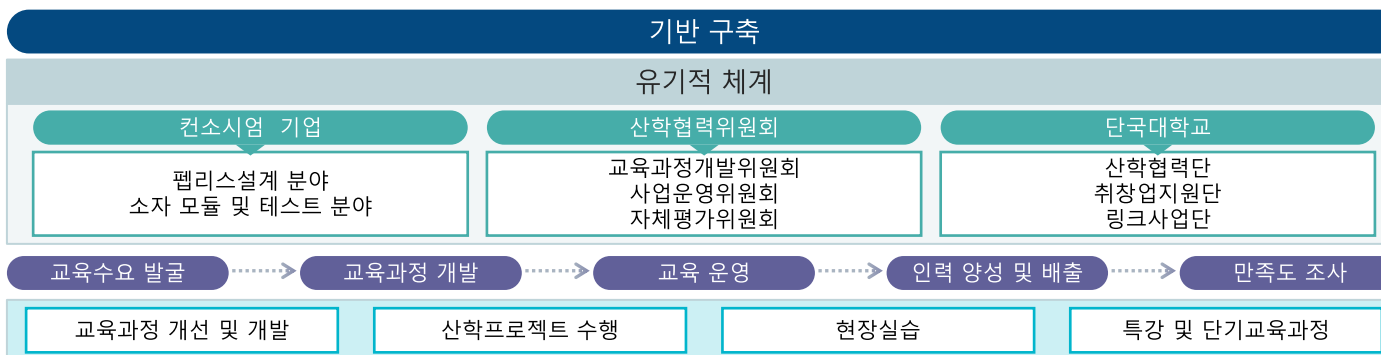 기반 구축
유기적 체계
컨소시엄 기업
펩리스설계 분야
소자 모듈 및 테스트 분야
산학협력위원회
교육과정개발위원회
사업운영위원회
자체평가위원회
단국대학교
산학협력단
취창업지원단
링크사업단
교육수요 발굴
교육과정 개발
교육 운영
인력 양성 및 배출
만족도 조사
교육과정 개선 및 개발
산학프로젝트 수행
현장실습
특강 및 단기교육과정